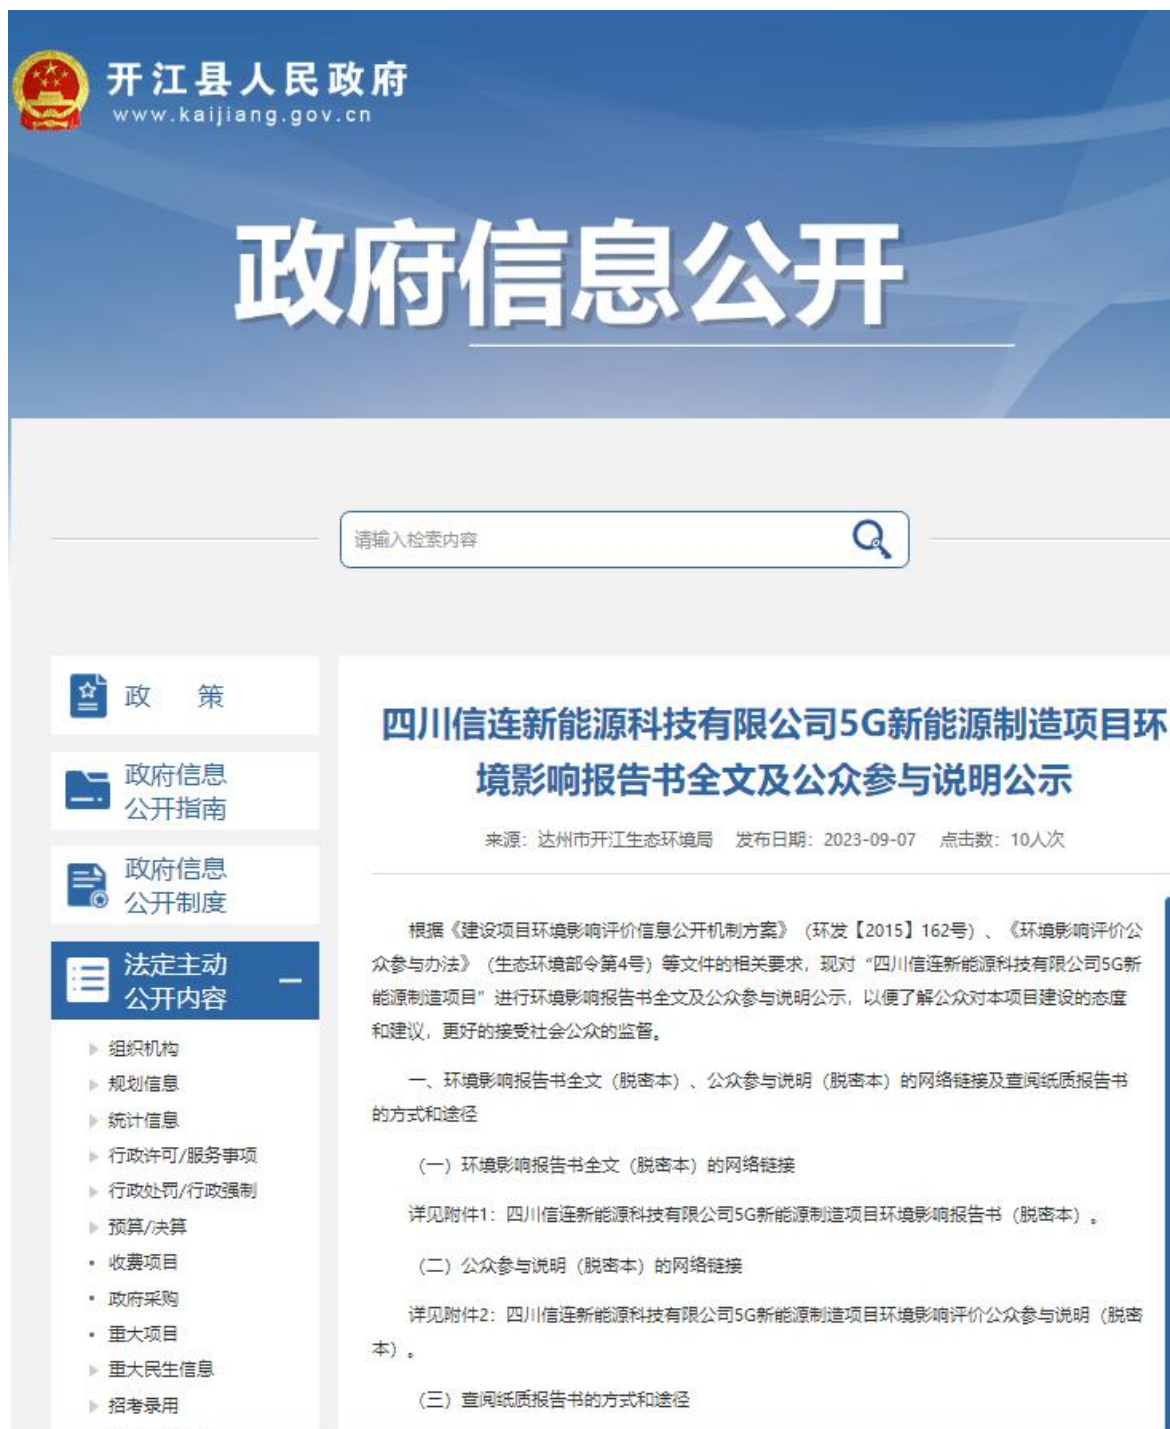 开江县人民政府
www.kaijiang.gov.cn
政府信息公开
请输入检索内容
政 策
政府信息
公开指南
政府信息
公开制度
法定主动
公开内容
组织机构
规划信息
统计信息
行政许可/服务事项
行政处罚/行政强制
预算/决算
收费项目
政府采购
重大项目
重大民生信息
招考录用
四川信连新能源科技有限公司5G新能源制造项目环
境影响报告书全文及公众参与说明公示
来源：达州市开江生态环境局 发布日期：2023-09-07 点击数：10人次
根据《建设项目环境影响评价信息公开机制方案》（环发【2015】162号）、《环境影响评价公
众参与办法》（生态环境部令第4号）等文件的相关要求，现对“四川信连新能源科技有限公司5G新
能源制造项目”进行环境影响报告书全文及公众参与说明公示，以便了解公众对本项目建设的态度
和建议，更好的接受社会公众的监督。
一、环境影响报告书全文（脱密本）、公众参与说明（脱密本）的网络链接及查阅纸质报告书
的方式和途径
（一）环境影响报告书全文（脱密本）的网络链接
详见附件1：四川信连新能源科技有限公司5G新能源制造项目环境影响报告书（脱密本）。
（二）公众参与说明（脱密本）的网络链接
详见附件2：四川信连新能源科技有限公司5G新能源制造项目环境影响评价公众参与说明（脱密
本）。
（三）查阅纸质报告书的方式和途径